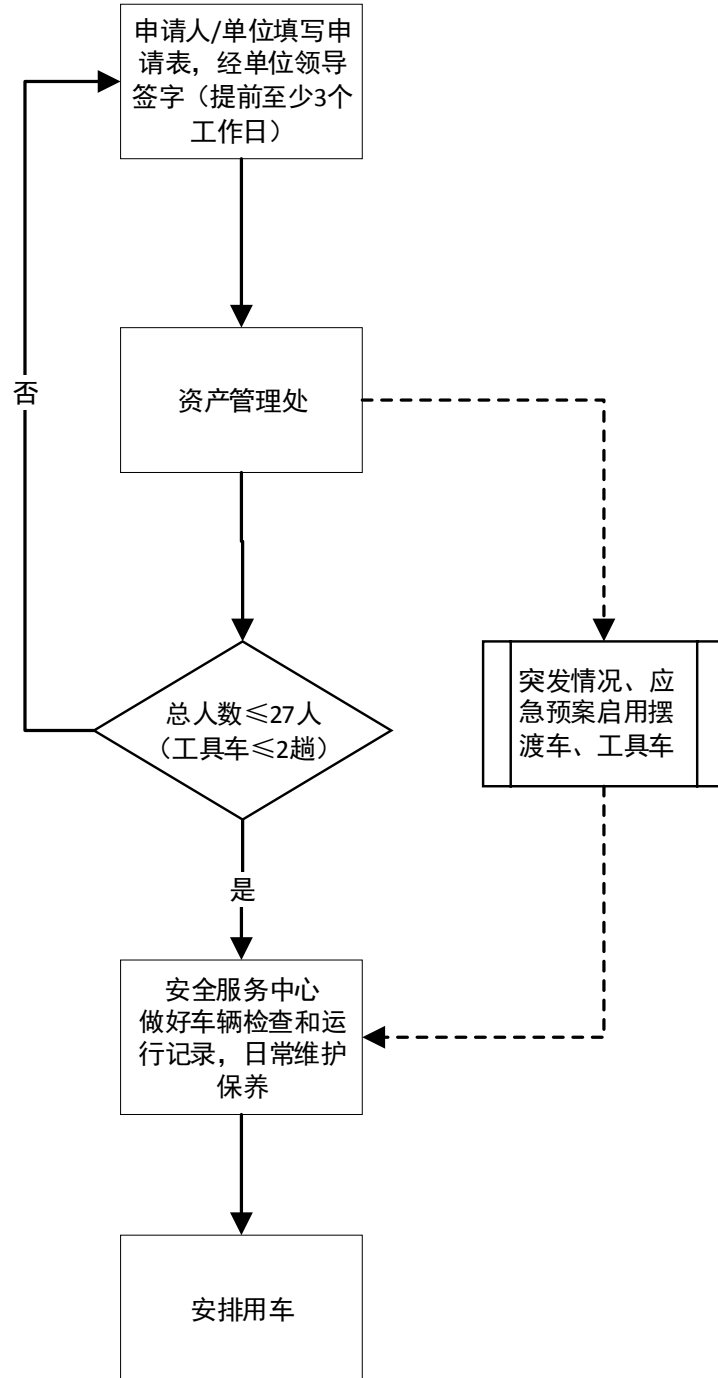 申请人/单位填写申
请表，经单位领导
签字（提前至少3个
工作日）
否
资产管理处
总人数≤27人
（工具车≤2趟）
突发情况、应
急预案启用摆
渡车、工具车
是
安全服务中心
做好车辆检查和运
行记录，日常维护
保养
安排用车